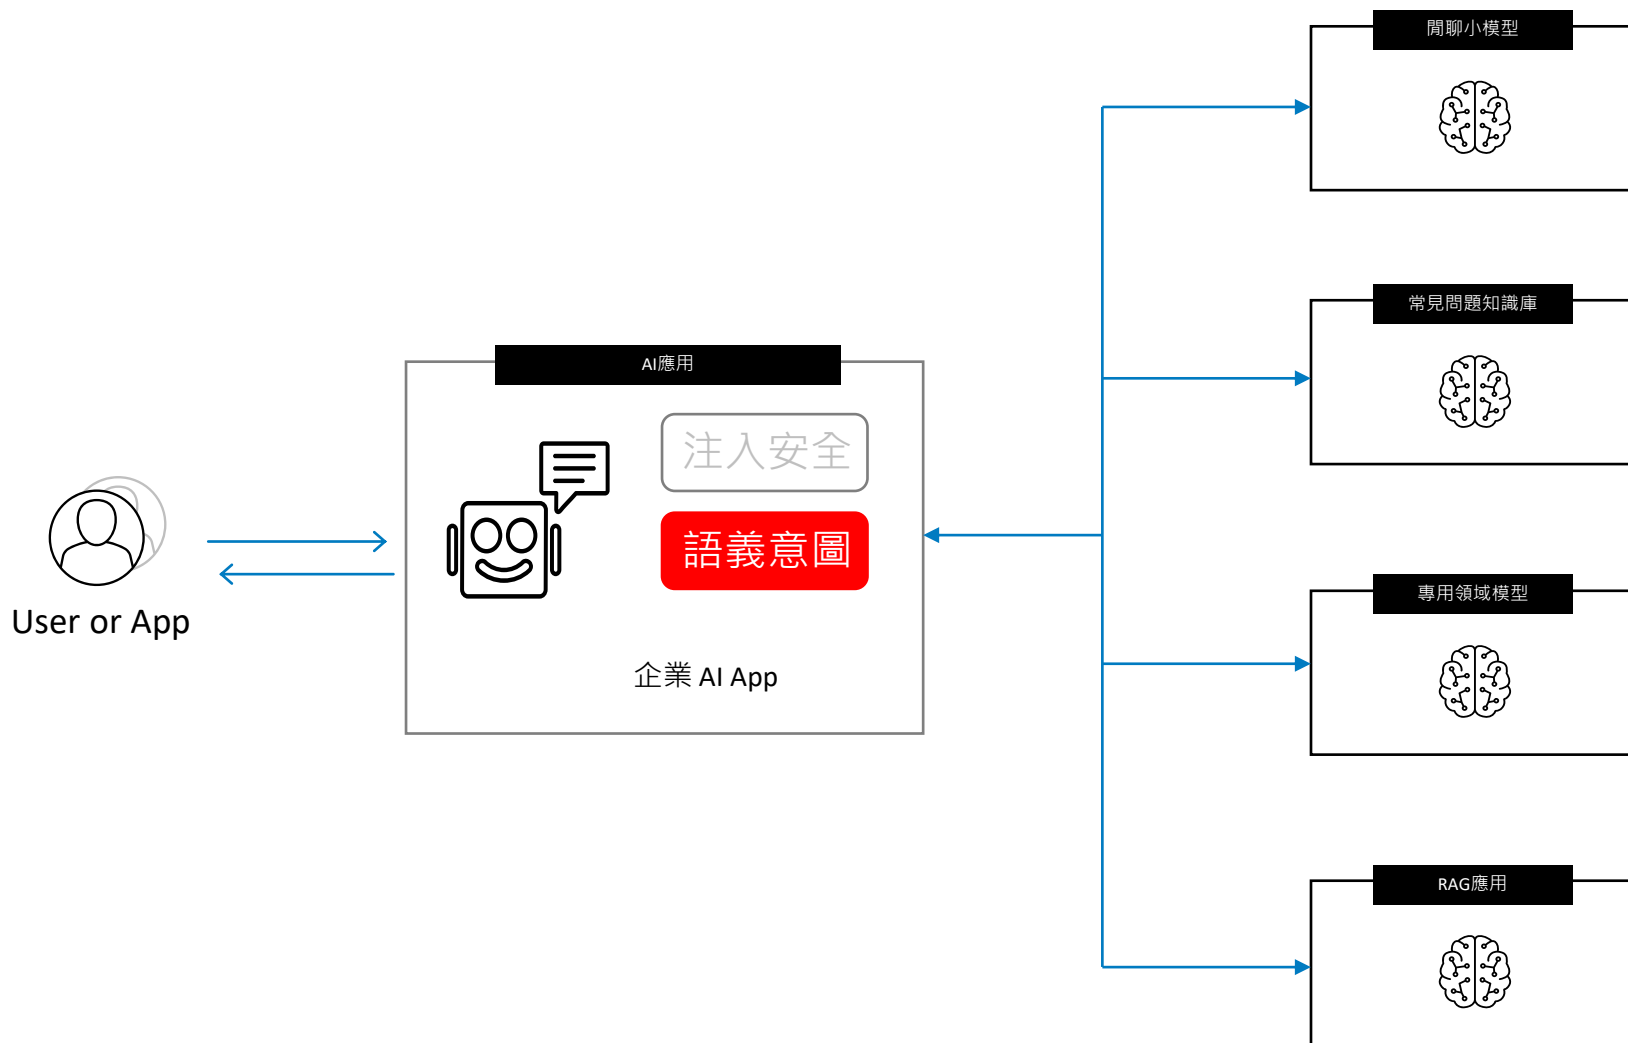 閒聊小模型
常見問題知識庫
AI應用
注入安全
語義意圖
User or App
企業 AI App
專用領域模型
RAG應用